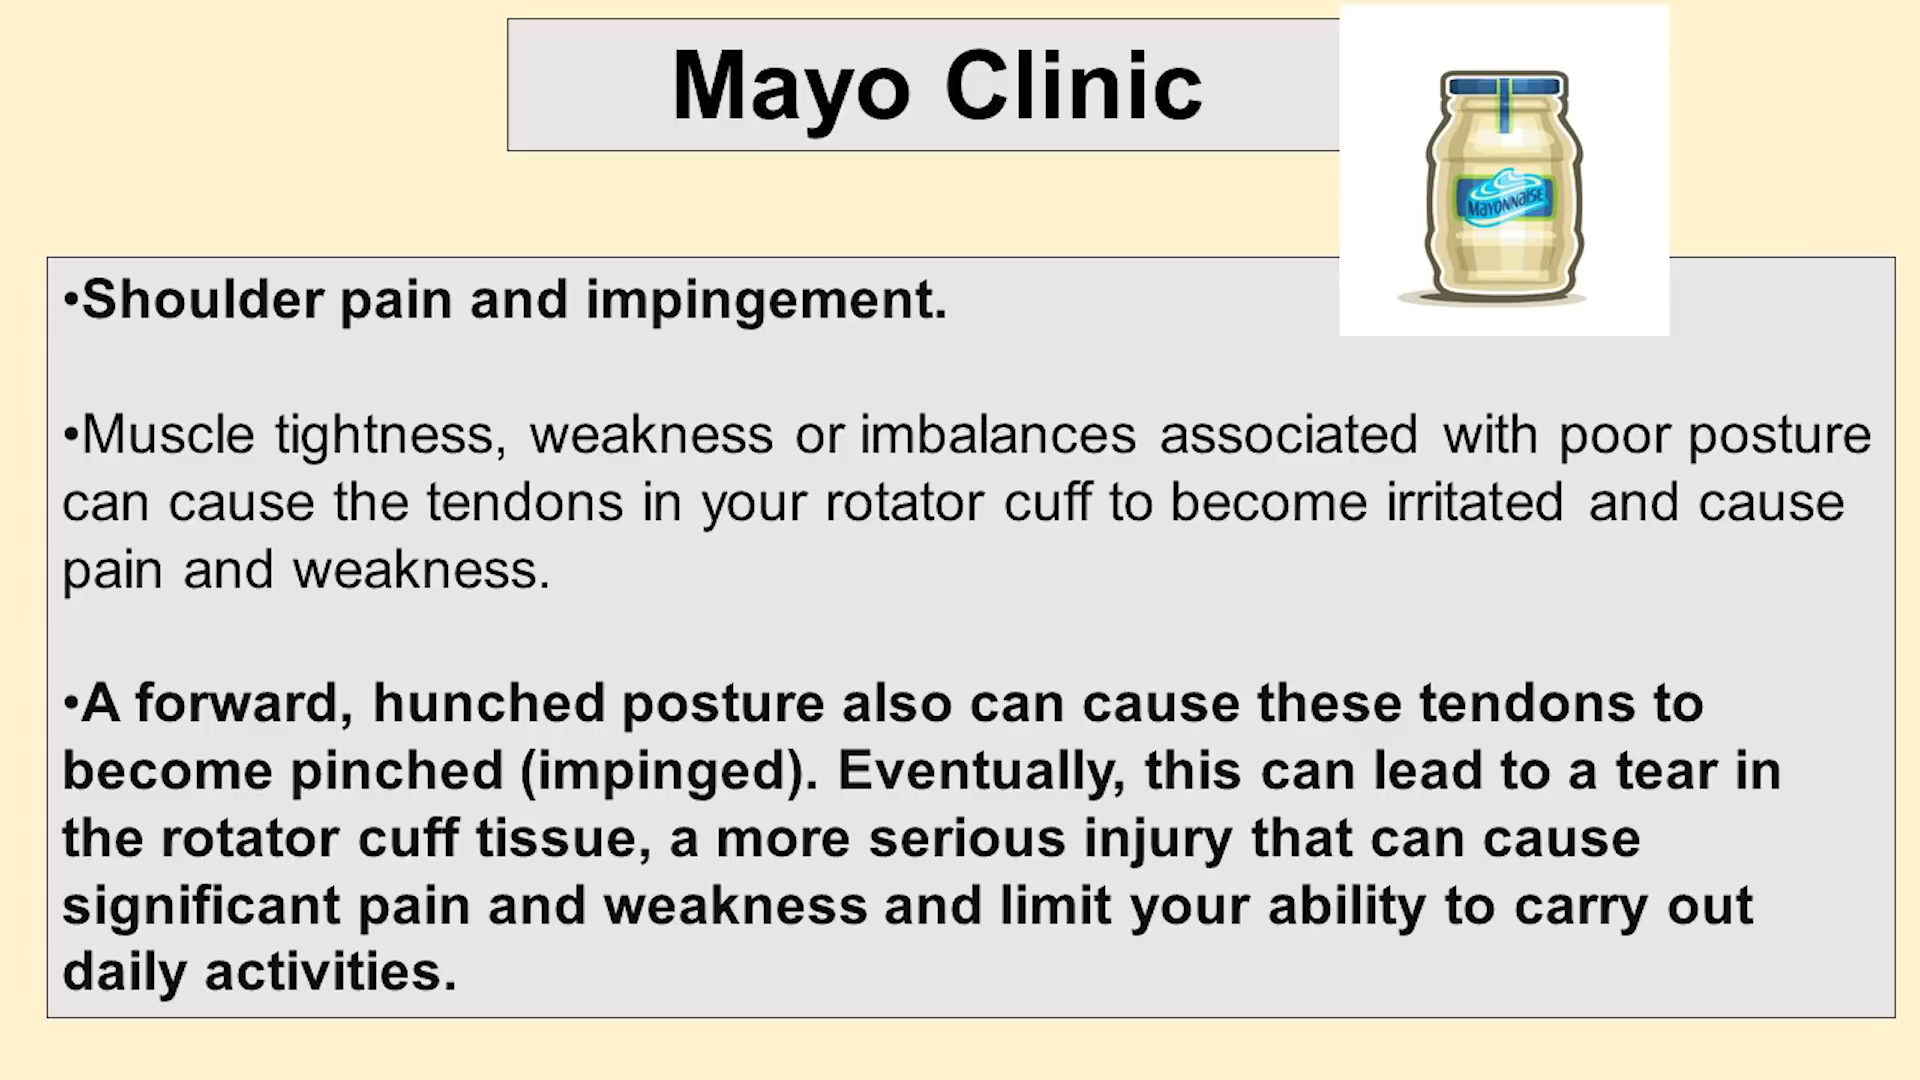 Mayo Clinic
Mayonnaise
•Shoulder pain and impingement.
•Muscle tightness, weakness or imbalances associated with poor posture
can cause the tendons in your rotator cuff to become irritated and cause
pain and weakness.
•A forward, hunched posture also can cause these tendons to
become pinched (impinged). Eventually, this can lead to a tear in
the rotator cuff tissue, a more serious injury that can cause
significant pain and weakness and limit your ability to carry out
daily activities.